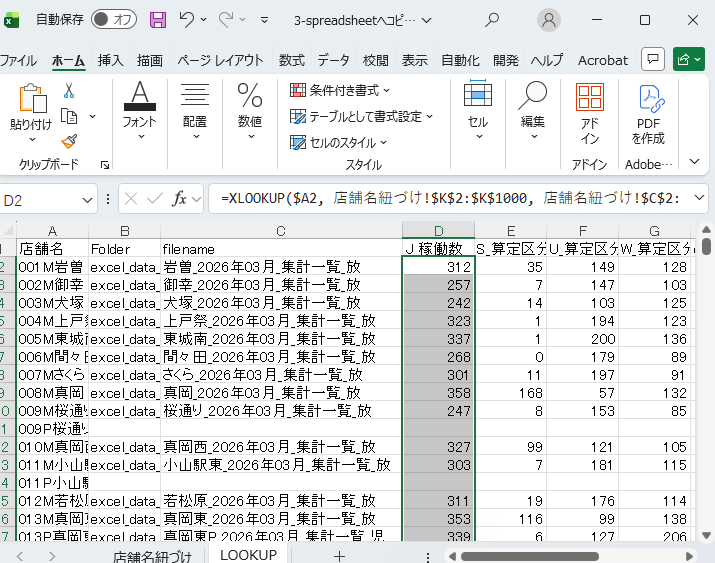 自動保存 オフ 3-spreadsheetへコピ…
ファイル ホーム 挿入 描画 ページ レイアウト 数式 データ 校閲 表示 自動化 開発 ヘルプ Acrobat
貼り付け フォント 配置 数値 条件付き書式 テーブルとして書式設定 セルのスタイル セル 編集 アドイン PDFを作成
クリップボード スタイル アドイン Adobe…
D2 fx =XLOOKUP($A2, 店舗名紐づけ!$K$2:$K$1000, 店舗名紐づけ!$C$2:
A B C D E F G
店舗名 Folder filename J 稼働数 S_算定区分 U_算定区分 W_算定区分
001M岩曽 excel_data_ 岩曽_2026年03月_集計一覧_放 312 35 149 128
002M御幸 excel_data_ 御幸_2026年03月_集計一覧_放 257 7 147 103
003M犬塚 excel_data_ 犬塚_2026年03月_集計一覧_放 242 14 103 125
004M上戸祭 excel_data_ 上戸祭_2026年03月_集計一覧_放 323 1 194 123
005M東城南 excel_data_ 東城南_2026年03月_集計一覧_放 337 1 200 136
006M間々田 excel_data_ 間々田_2026年03月_集計一覧_放 268 0 179 89
007Mさくら excel_data_ さくら_2026年03月_集計一覧_放 301 11 197 91
008M真岡 excel_data_ 真岡_2026年03月_集計一覧_放 358 168 57 132
009M桜通り excel_data_ 桜通り_2026年03月_集計一覧_放 247 8 153 85
009P桜通り
010M真岡西 excel_data_ 真岡西_2026年03月_集計一覧_放 327 99 121 105
011M小山駅 excel_data_ 小山駅東_2026年03月_集計一覧_放 303 7 181 115
011P小山駅
012M若松原 excel_data_ 若松原_2026年03月_集計一覧_放 311 19 176 114
013M真岡東 excel_data_ 真岡東_2026年03月_集計一覧_放 353 116 99 138
013P真岡東 excel_data_ 真岡東P_2026年03月_集計一覧_児 339 6 127 206
店舗名紐づけ LOOKUP